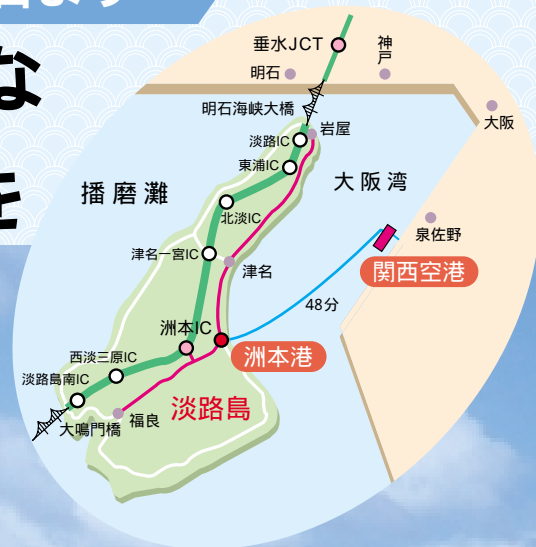 な
を
垂水JCT
神戸
明石
明石海峡大橋
大阪
岩屋
淡路IC
東浦IC
播磨灘
大阪湾
北淡IC
泉佐野
津名一宮IC
津名
関西空港
48分
洲本IC
洲本港
西淡三原IC
淡路島南IC
淡路島
福良
大鳴門橋